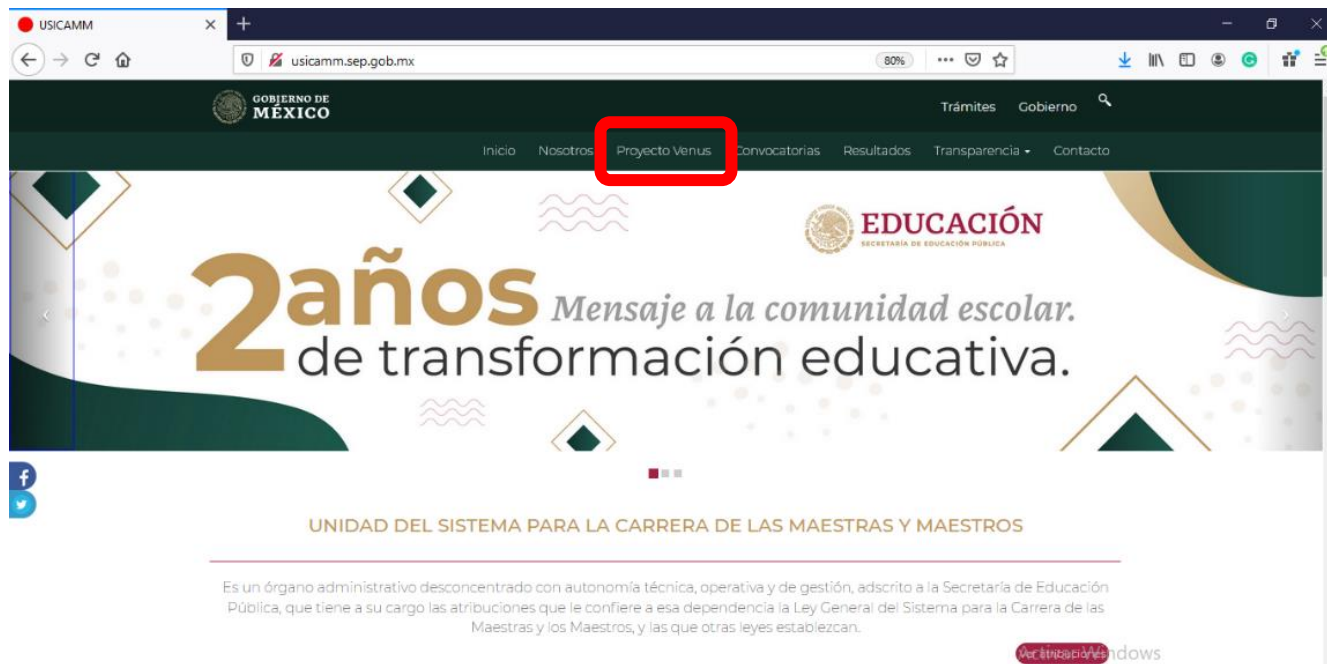 USICAMM
usicamm.sep.gob.mx
80%
GOBIERNO DE
MÉXICO
Trámites Gobierno
Inicio Nosotros Proyecto Venus Convocatorias Resultados Transparencia Contacto
EDUCACIÓN
SECRETARÍA DE EDUCACIÓN PÚBLICA
2años Mensaje a la comunidad escolar.
de transformación educativa.
UNIDAD DEL SISTEMA PARA LA CARRERA DE LAS MAESTRAS Y MAESTROS
Es un órgano administrativo desconcentrado con autonomía técnica, operativa y de gestión, adscrito a la Secretaría de Educación
Pública, que tiene a su cargo las atribuciones que le confiere a esa dependencia la Ley General del Sistema para la Carrera de las
Maestras y los Maestros, y las que otras leyes establezcan.
Ver atribuciones